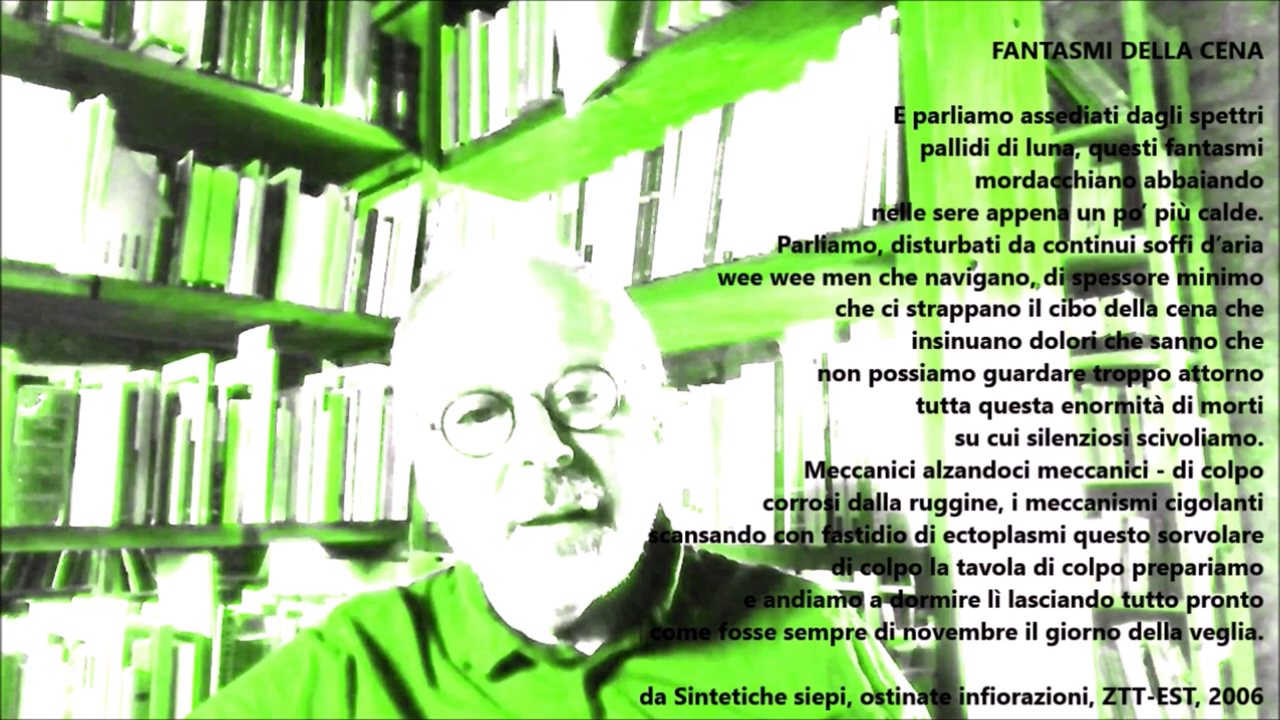 FANTASMI DELLA CENA
E parliamo assediati dagli spettri
pallidi di luna, questi fantasmi
mordacchiano abbaiando
nelle sere appena un po’ più calde.
Parliamo, disturbati da continui soffi d’aria
wee wee men che navigano, di spessore minimo
che ci strappano il cibo della cena che
insinuano dolori che sanno che
non possiamo guardare troppo attorno
tutta questa enormità di morti
su cui silenziosi scivoliamo.
Meccanici alzandoci meccanici - di colpo
corrosi dalla ruggine, i meccanismi cigolanti
scansando con fastidio di ectoplasmi questo sorvolare
di colpo la tavola di colpo prepariamo
e andiamo a dormire lì lasciando tutto pronto
come fosse sempre di novembre il giorno della veglia.
da Sintetiche siepi, ostinate infiorazioni, ZTT-EST, 2006